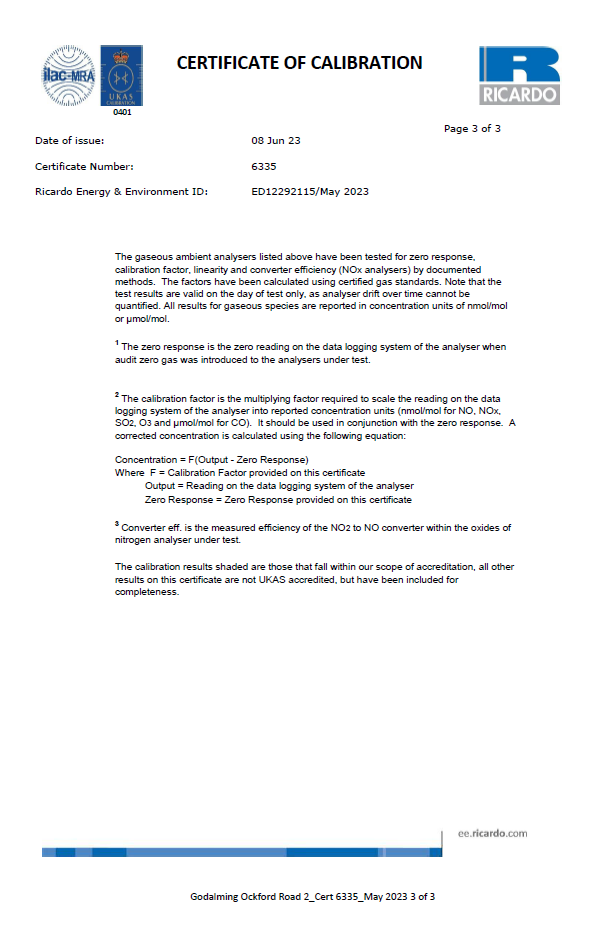 CERTIFICATE OF CALIBRATION
ilac-MRA
UKAS
CALIBRATION
0401
RICARDO
Page 3 of 3
Date of issue: 08 Jun 23
Certificate Number: 6335
Ricardo Energy & Environment ID: ED12292115/May 2023
The gaseous ambient analysers listed above have been tested for zero response,
calibration factor, linearity and converter efficiency (NOx analysers) by documented
methods. The factors have been calculated using certified gas standards. Note that the
test results are valid on the day of test only, as analyser drift over time cannot be
quantified. All results for gaseous species are reported in concentration units of nmol/mol
or µmol/mol.
1 The zero response is the zero reading on the data logging system of the analyser when
audit zero gas was introduced to the analysers under test.
2 The calibration factor is the multiplying factor required to scale the reading on the data
logging system of the analyser into reported concentration units (nmol/mol for NO, NOx,
SO2, O3 and µmol/mol for CO). It should be used in conjunction with the zero response. A
corrected concentration is calculated using the following equation:
Concentration = F(Output - Zero Response)
Where F = Calibration Factor provided on this certificate
Output = Reading on the data logging system of the analyser
Zero Response = Zero Response provided on this certificate
3 Converter eff. is the measured efficiency of the NO2 to NO converter within the oxides of
nitrogen analyser under test.
The calibration results shaded are those that fall within our scope of accreditation, all other
results on this certificate are not UKAS accredited, but have been included for
completeness.
ee.ricardo.com
Godalming Ockford Road 2_Cert 6335_May 2023 3 of 3